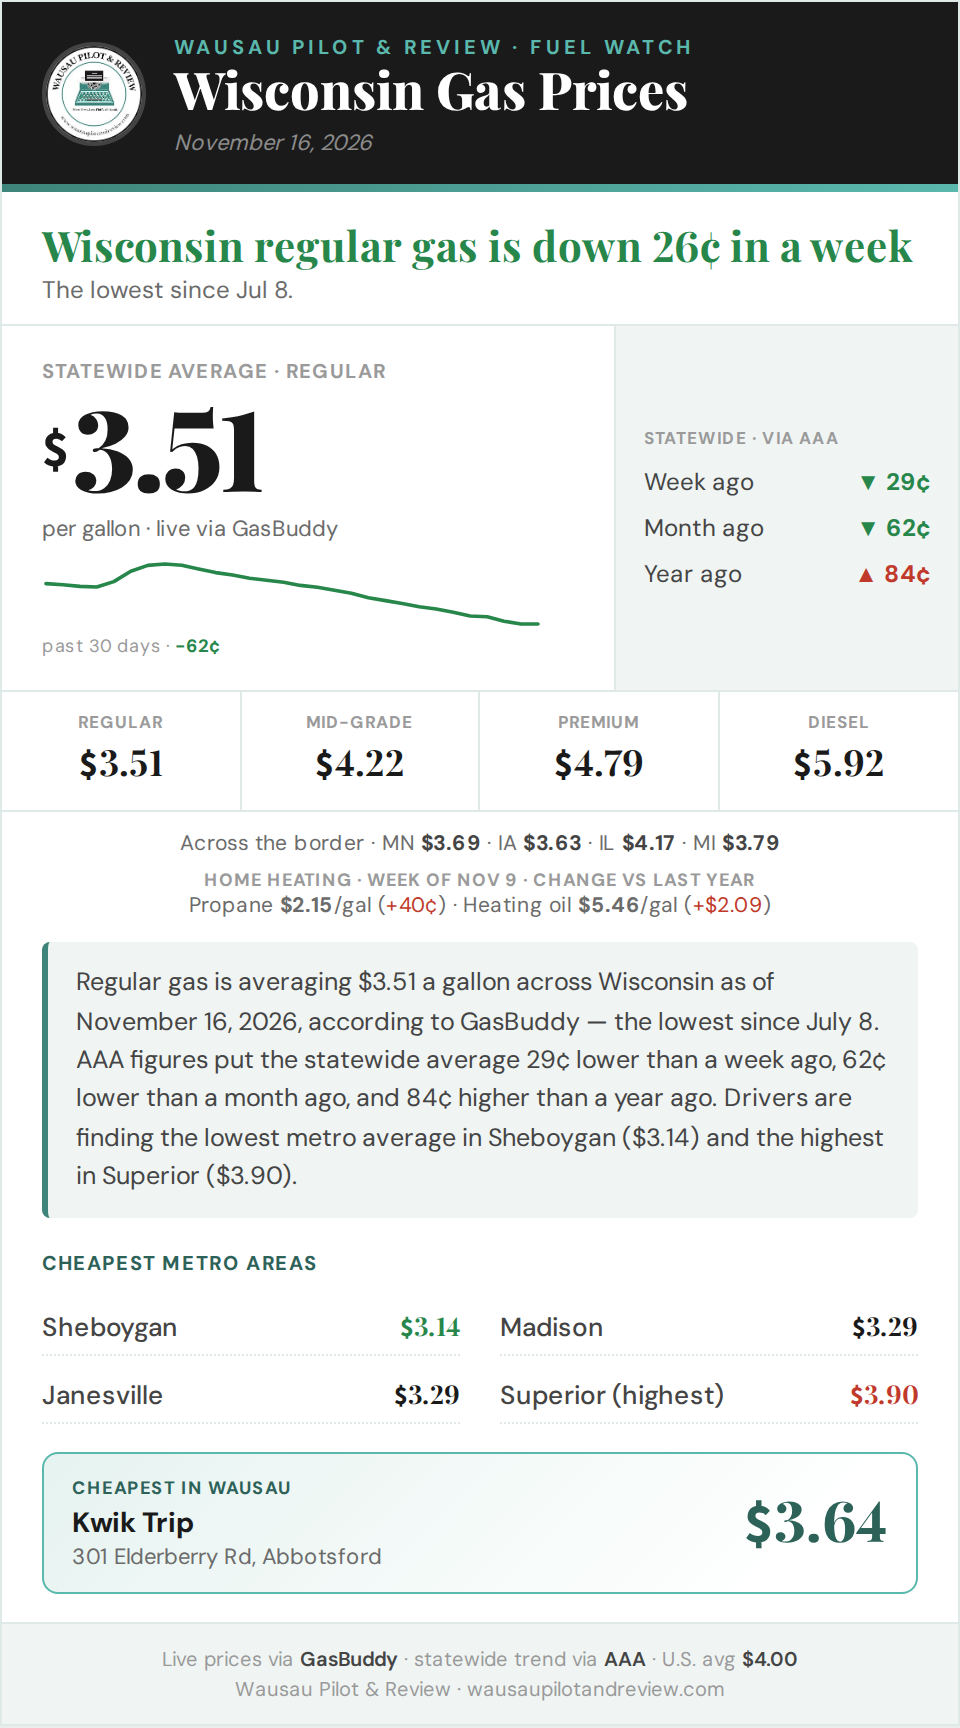 WAUSAU PILOT & REVIEW
WAUSAU PILOT & REVIEW · FUEL WATCH
Wisconsin Gas Prices
November 16, 2026
Wisconsin regular gas is down 26¢ in a week
The lowest since Jul 8.
STATEWIDE AVERAGE · REGULAR
$3.51
per gallon · live via GasBuddy
past 30 days · -62¢
STATEWIDE · VIA AAA
Week ago ▼ 29¢
Month ago ▼ 62¢
Year ago ▲ 84¢
REGULAR MID-GRADE PREMIUM DIESEL
$3.51 $4.22 $4.79 $5.92
Across the border · MN $3.69 · IA $3.63 · IL $4.17 · MI $3.79
HOME HEATING · WEEK OF NOV 9 · CHANGE VS LAST YEAR
Propane $2.15/gal (+40¢) · Heating oil $5.46/gal (+$2.09)
Regular gas is averaging $3.51 a gallon across Wisconsin as of
November 16, 2026, according to GasBuddy — the lowest since July 8.
AAA figures put the statewide average 29¢ lower than a week ago, 62¢
lower than a month ago, and 84¢ higher than a year ago. Drivers are
finding the lowest metro average in Sheboygan ($3.14) and the highest
in Superior ($3.90).
CHEAPEST METRO AREAS
Sheboygan $3.14 Madison $3.29
Janesville $3.29 Superior (highest) $3.90
CHEAPEST IN WAUSAU
Kwik Trip
301 Elderberry Rd, Abbotsford
$3.64
Live prices via GasBuddy · statewide trend via AAA · U.S. avg $4.00
Wausau Pilot & Review · wausaupilotandreview.com